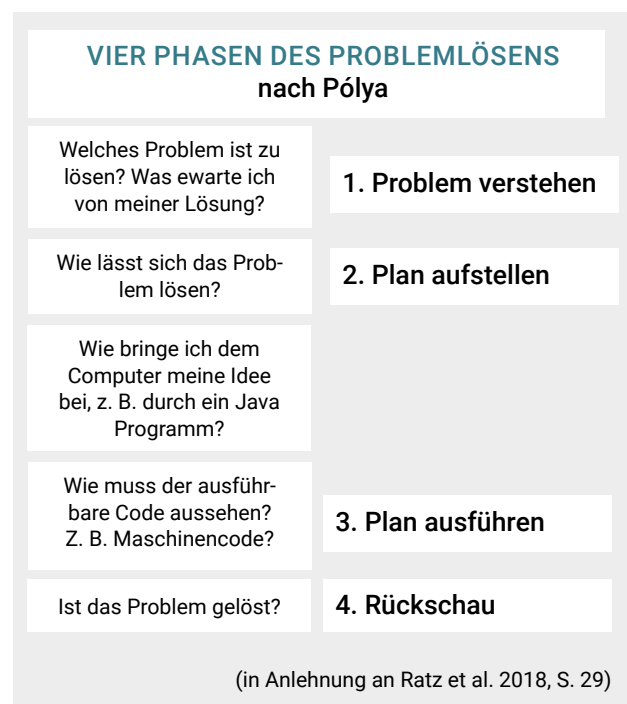 VIER PHASEN DES PROBLEMLÖSENS
nach Pólya
Welches Problem ist zu
lösen? Was ewarte ich
von meiner Lösung?
1. Problem verstehen
Wie lässt sich das Prob-
lem lösen?
2. Plan aufstellen
Wie bringe ich dem
Computer meine Idee
bei, z. B. durch ein Java
Programm?
Wie muss der ausführ-
bare Code aussehen?
Z. B. Maschinencode?
3. Plan ausführen
Ist das Problem gelöst?
4. Rückschau
(in Anlehnung an Ratz et al. 2018, S. 29)